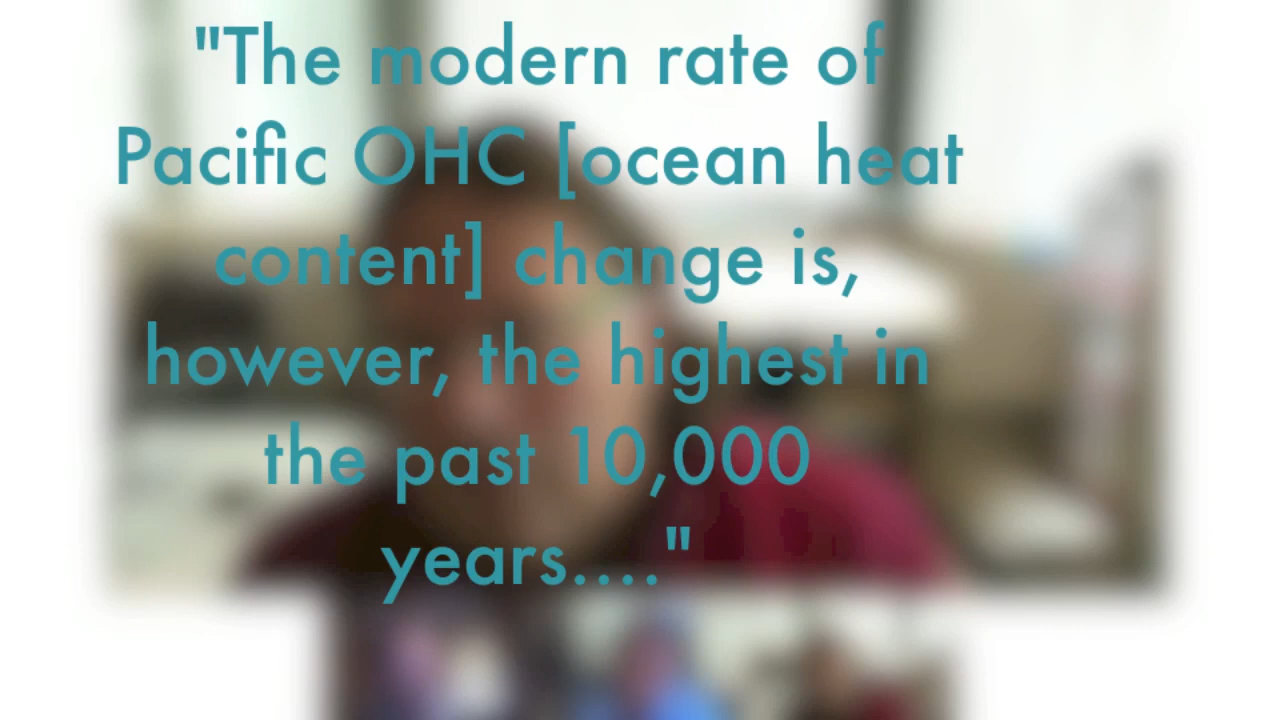 "The modern rate of
Pacific OHC [ocean heat
content] change is,
however, the highest in
the past 10,000
years...."